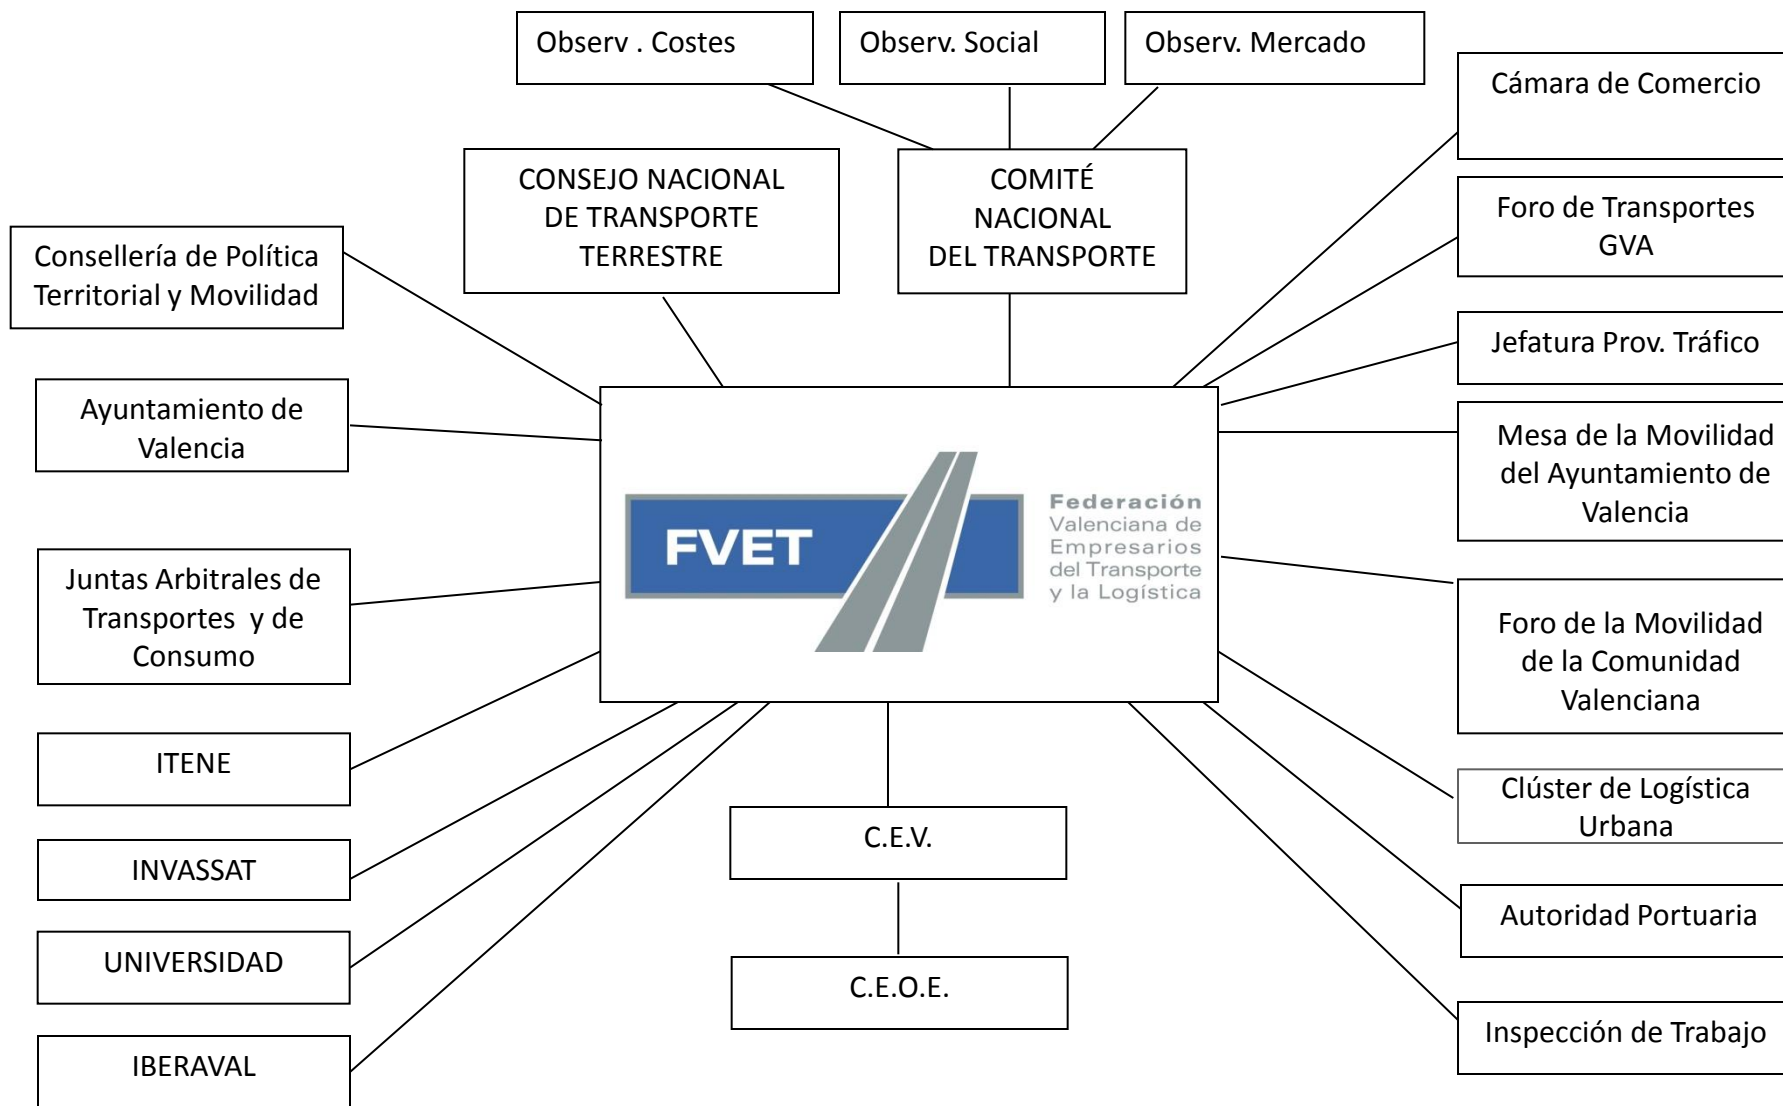 Observ . Costes
Observ. Social
Observ. Mercado
Cámara de Comercio
CONSEJO NACIONAL
DE TRANSPORTE
TERRESTRE
COMITÉ
NACIONAL
DEL TRANSPORTE
Foro de Transportes
GVA
Consellería de Política
Territorial y Movilidad
Jefatura Prov. Tráfico
Ayuntamiento de
Valencia
Mesa de la Movilidad
del Ayuntamiento de
Valencia
FVET
Federación
Valenciana de
Empresarios
del Transporte
y la Logística
Juntas Arbitrales de
Transportes y de
Consumo
Foro de la Movilidad
de la Comunidad
Valenciana
ITENE
Clúster de Logística
Urbana
C.E.V.
INVASSAT
Autoridad Portuaria
UNIVERSIDAD
C.E.O.E.
Inspección de Trabajo
IBERAVAL